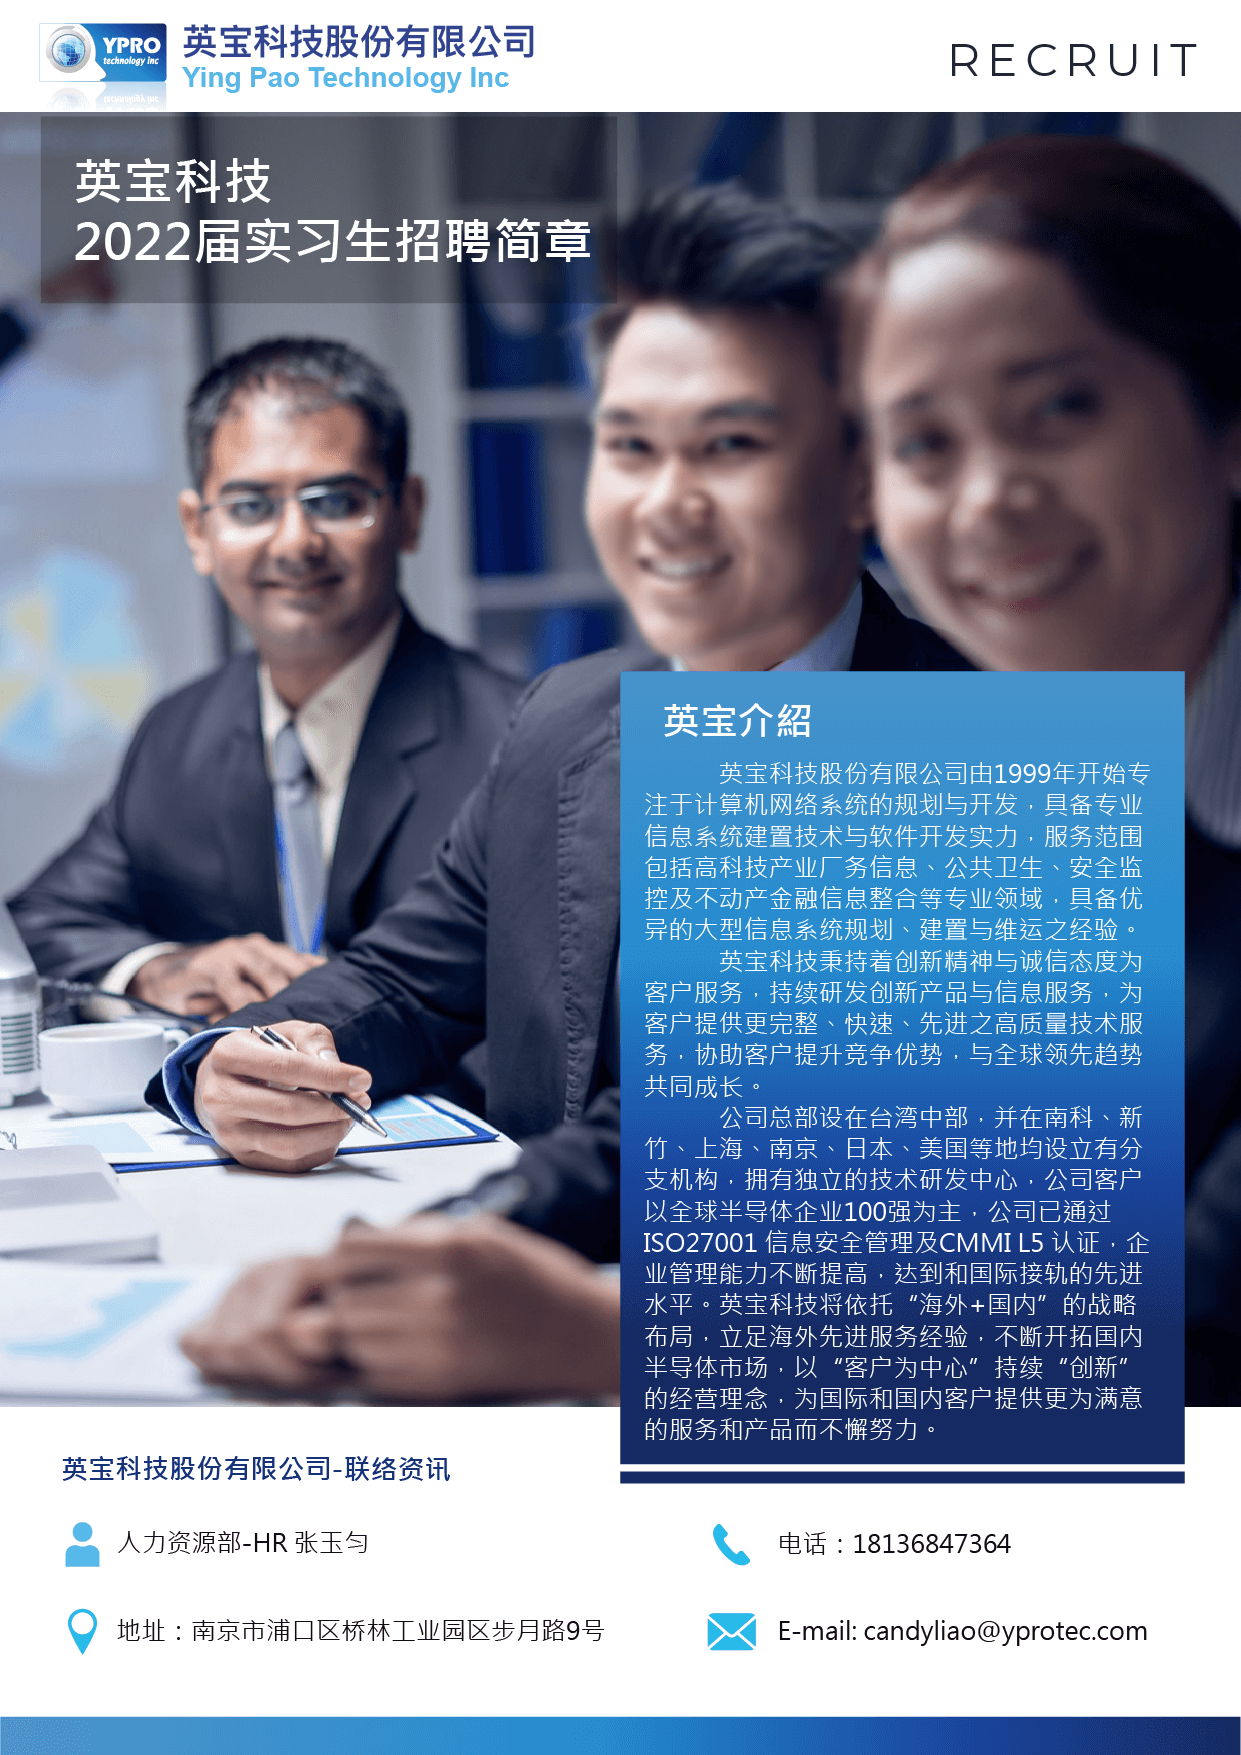 YPRO
technology inc
英宝科技股份有限公司
Ying Pao Technology Inc
RECRUIT
英宝科技
2022届实习生招聘简章
英宝介紹
英宝科技股份有限公司由1999年开始专
注于计算机网络系统的规划与开发，具备专业
信息系统建置技术与软件开发实力，服务范围
包括高科技产业厂务信息、公共卫生、安全监
控及不动产金融信息整合等专业领域，具备优
异的大型信息系统规划、建置与维运之经验。
英宝科技秉持着创新精神与诚信态度为
客户服务，持续研发创新产品与信息服务，为
客户提供更完整、快速、先进之高质量技术服
务，协助客户提升竞争优势，与全球领先趋势
共同成长。
公司总部设在台湾中部，并在南科、新
竹、上海、南京、日本、美国等地均设立有分
支机构，拥有独立的技术研发中心，公司客户
以全球半导体企业100强为主，公司已通过
ISO27001 信息安全管理及CMMI L5 认证，企
业管理能力不断提高，达到和国际接轨的先进
水平。英宝科技将依托“海外+国内”的战略
布局，立足海外先进服务经验，不断开拓国内
半导体市场，以“客户为中心”持续“创新”
的经营理念，为国际和国内客户提供更为满意
的服务和产品而不懈努力。
英宝科技股份有限公司-联络资讯
人力资源部-HR 张玉匀
电话：18136847364
地址：南京市浦口区桥林工业园区步月路9号
E-mail: candyliao@yprotec.com